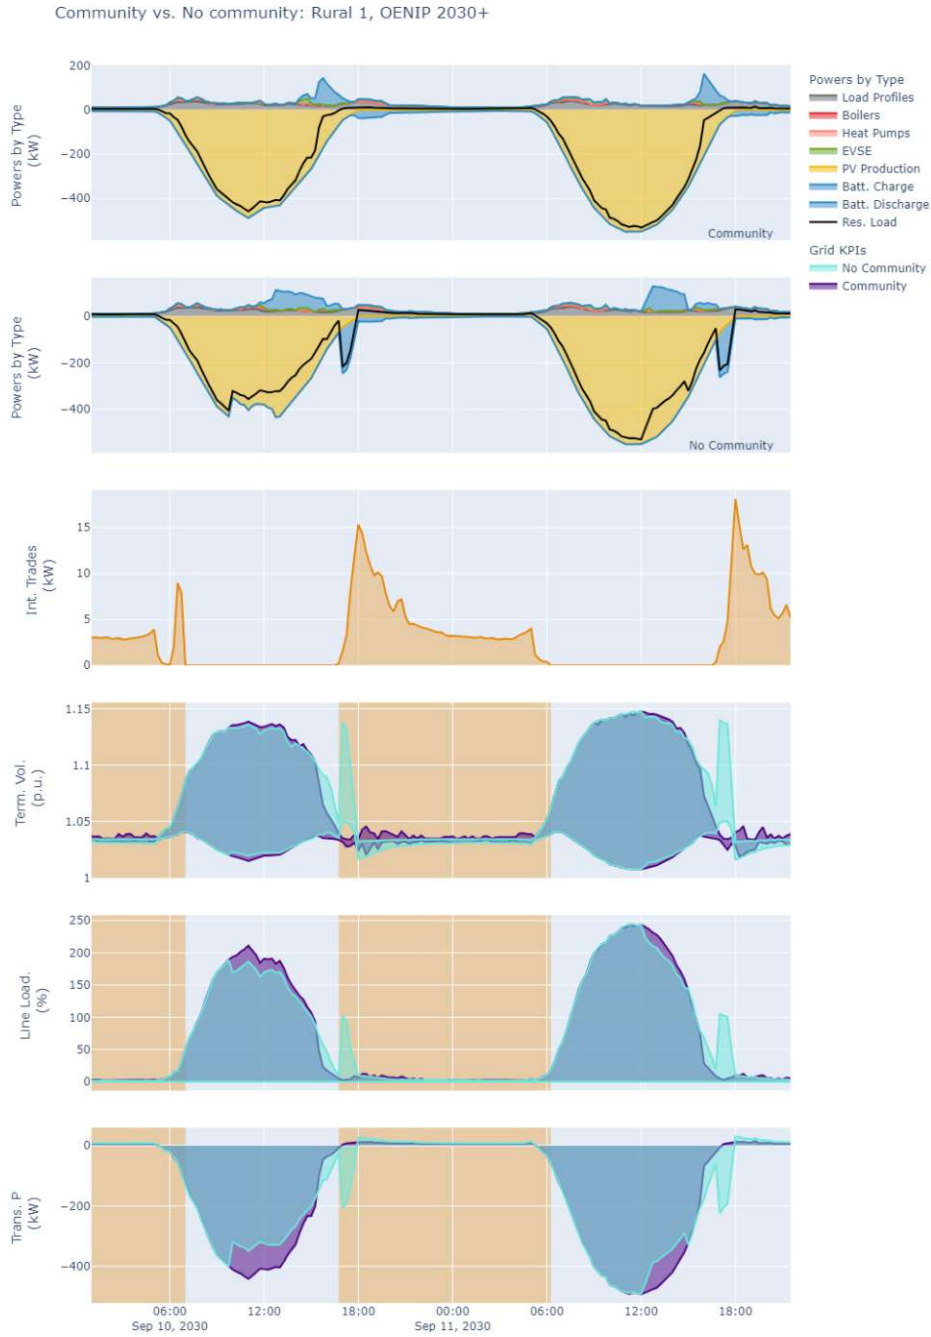 Community vs. No community: Rural 1, OENIP 2030+
200
0
−200
−400
Powers by Type
(kW)
Community
Powers by Type
Load Profiles
Boilers
Heat Pumps
EVSE
PV Production
Batt. Charge
Batt. Discharge
Res. Load
Grid KPIs
No Community
Community
0
−200
−400
Powers by Type
(kW)
No Community
15
10
5
0
Int. Trades
(kW)
1.15
1.1
1.05
1
Term. Vol.
(p.u.)
250
200
150
100
50
0
Line Load.
(%)
0
−200
−400
Trans. P
(kW)
06:00 12:00 18:00 00:00 06:00 12:00 18:00
Sep 10, 2030 Sep 11, 2030